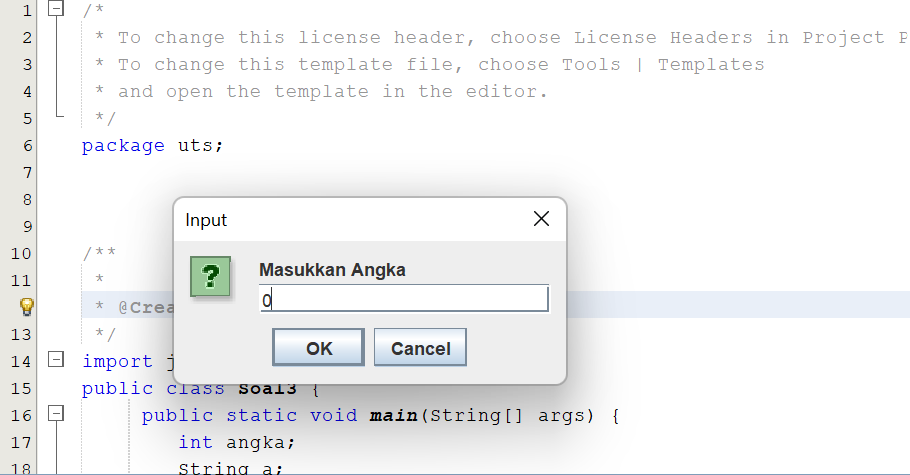 1 /*
2 * To change this license header, choose License Headers in Project P
3 * To change this template file, choose Tools | Templates
4 * and open the template in the editor.
5 */
6 package uts;
7
8
9
10 /**
11 *
* @Crea
13 */
14 import j
15 public class Soal3 {
16 public static void main(String[] args) {
17 int angka;
18 String a;
Input
?
Masukkan Angka
0
OK Cancel